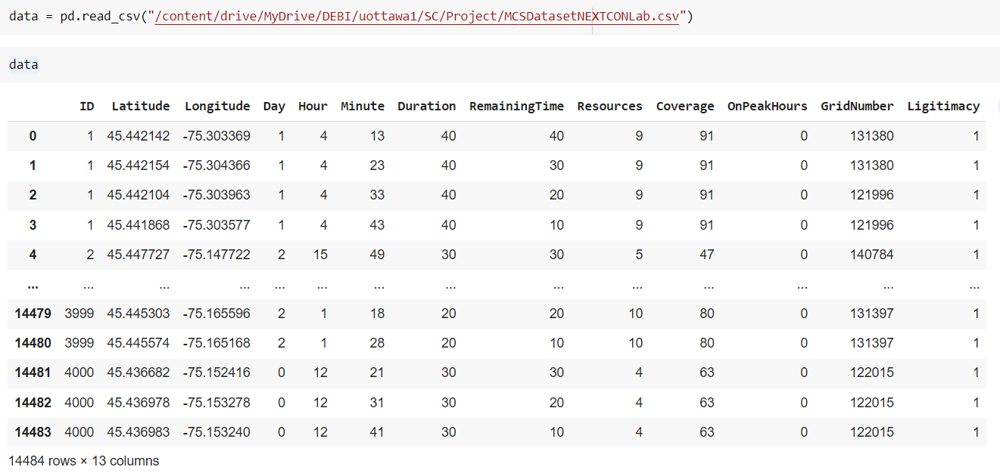 data = pd.read_csv("/content/drive/MyDrive/DEBI/uottawa1/SC/Project/MCSDatasetNEXTCONLab.csv")
data
ID Latitude Longitude Day Hour Minute Duration RemainingTime Resources Coverage OnPeakHours GridNumber Ligitimacy
0 1 45.442142 -75.303369 1 4 13 40 40 9 91 0 131380 1
1 1 45.442154 -75.304366 1 4 23 40 30 9 91 0 131380 1
2 1 45.442104 -75.303963 1 4 33 40 20 9 91 0 121996 1
3 1 45.441868 -75.303577 1 4 43 40 10 9 91 0 121996 1
4 2 45.447727 -75.147722 2 15 49 30 30 5 47 0 140784 1
... ... ... ... ... ... ... ... ... ... ... ... ... ...
14479 3999 45.445303 -75.165596 2 1 18 20 20 10 80 0 131397 1
14480 3999 45.445574 -75.165168 2 1 28 20 10 10 80 0 131397 1
14481 4000 45.436682 -75.152416 0 12 21 30 30 4 63 0 122015 1
14482 4000 45.436978 -75.153278 0 12 31 30 20 4 63 0 122015 1
14483 4000 45.436983 -75.153240 0 12 41 30 10 4 63 0 122015 1
14484 rows × 13 columns